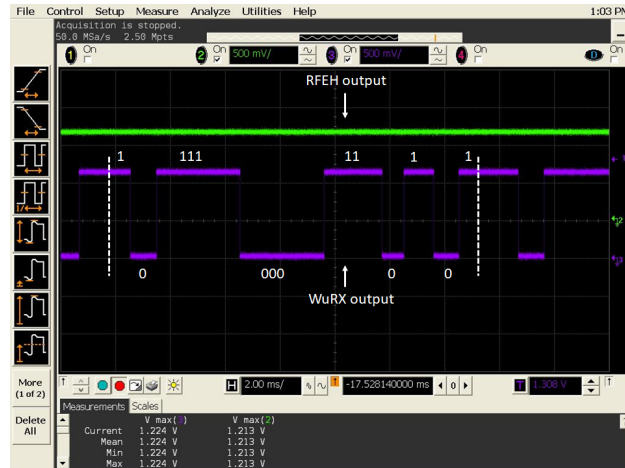 File Control Setup Measure Analyze Utilities Help 1:03 PM
Acquisition is stopped.
50.0 MSa/s 2.50 Mpts
1 On 2 On 500 mV/ 3 On 500 mV/ 4 On D On
RFEH output
1 111 11 1 1
0 000 0 0
WuRX output
More
(1 of 2)
Delete
All
H 2.00 ms/ -17.528140000 ms 0 T 1.308 V
Measurements Scales
V max(3) V max(2)
Current 1.224 V 1.213 V
Mean 1.224 V 1.213 V
Min 1.224 V 1.213 V
Max 1.224 V 1.213 V